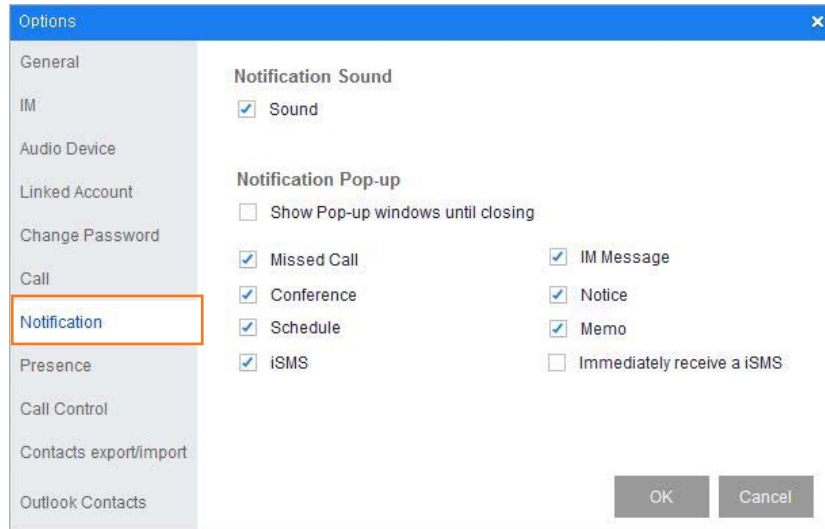 Options
General
IM
Audio Device
Linked Account
Change Password
Call
Notification
Presence
Call Control
Contacts export/import
Outlook Contacts
Notification Sound
Sound
Notification Pop-up
Show Pop-up windows until closing
Missed Call
IM Message
Conference
Notice
Schedule
Memo
iSMS
Immediately receive a iSMS
OK
Cancel